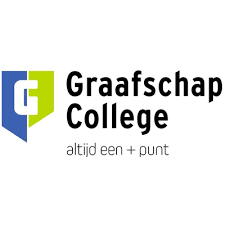 G
Graafschap
College
altijd een + punt